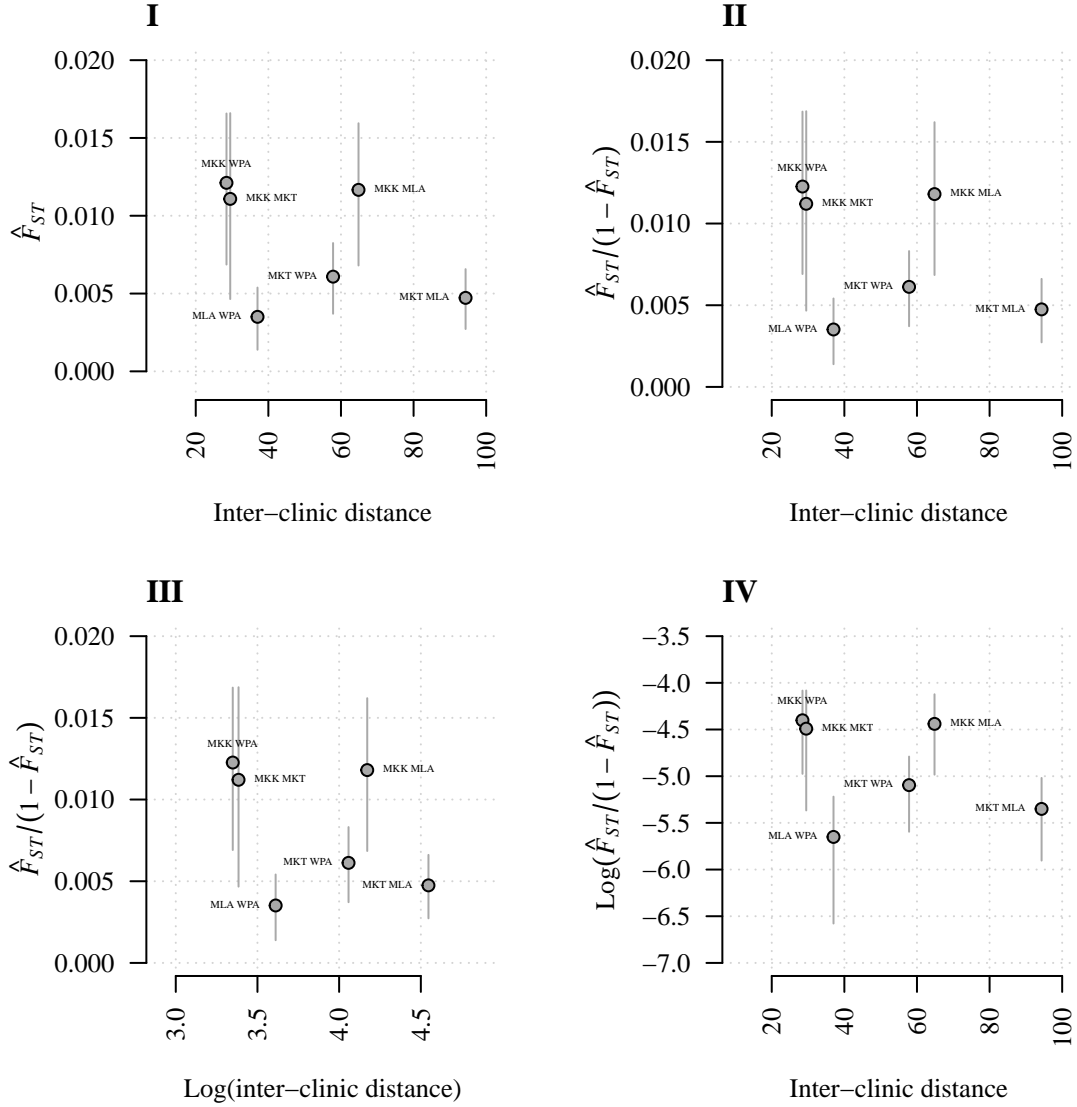 I
0.020
0.015
0.010
0.005
0.000
F̂ST
MKK WPA
MKK MKT
MKK MLA
MKT WPA
MLA WPA
MKT MLA
20
40
60
80
100
Inter−clinic distance
II
0.020
0.015
0.010
0.005
0.000
F̂ST/(1−F̂ST)
MKK WPA
MKK MKT
MKK MLA
MKT WPA
MLA WPA
MKT MLA
20
40
60
80
100
Inter−clinic distance
III
0.020
0.015
0.010
0.005
0.000
F̂ST/(1−F̂ST)
MKK WPA
MKK MKT
MKK MLA
MKT WPA
MKT MLA
MLA WPA
3.0
3.5
4.0
4.5
Log(inter−clinic distance)
IV
−3.5
−4.0
−4.5
−5.0
−5.5
−6.0
−6.5
−7.0
Log(F̂ST/(1−F̂ST))
MKK WPA
MKK MKT
MKK MLA
MKT WPA
MKT MLA
MLA WPA
20
40
60
80
100
Inter−clinic distance